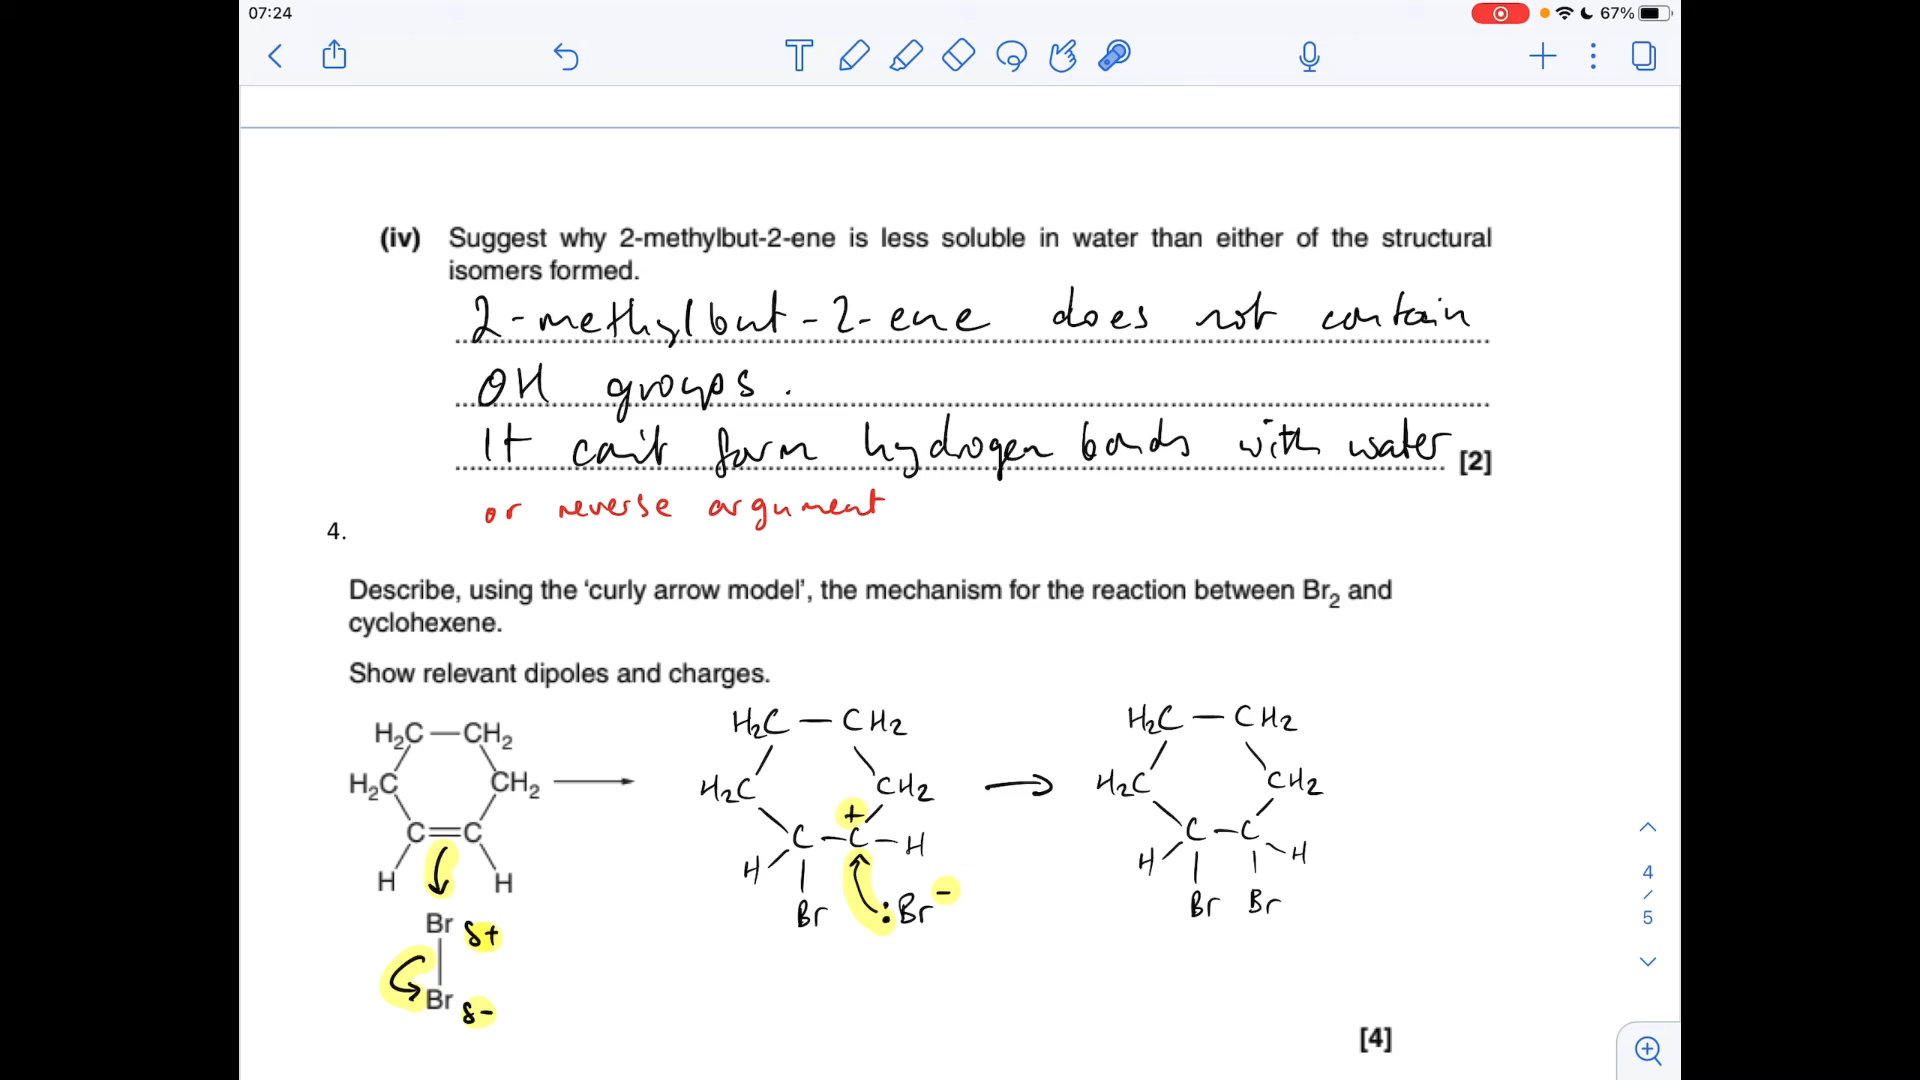 07:24
67%
T
(iv) Suggest why 2-methylbut-2-ene is less soluble in water than either of the structural
isomers formed.
2-methylbut-2-ene does not contain
OH groups.
It can't form hydrogen bonds with water [2]
or reverse argument
4.
Describe, using the ‘curly arrow model’, the mechanism for the reaction between Br₂ and
cyclohexene.
Show relevant dipoles and charges.
H₂C—CH₂
H₂C CH₂
C=C
H H
Br δ+
Br δ-
H₂C—CH₂
H₂C CH₂
+
C—C—H
H
Br :Br -
H₂C—CH₂
H₂C CH₂
C—C
H H
Br Br
4
/
5
[4]